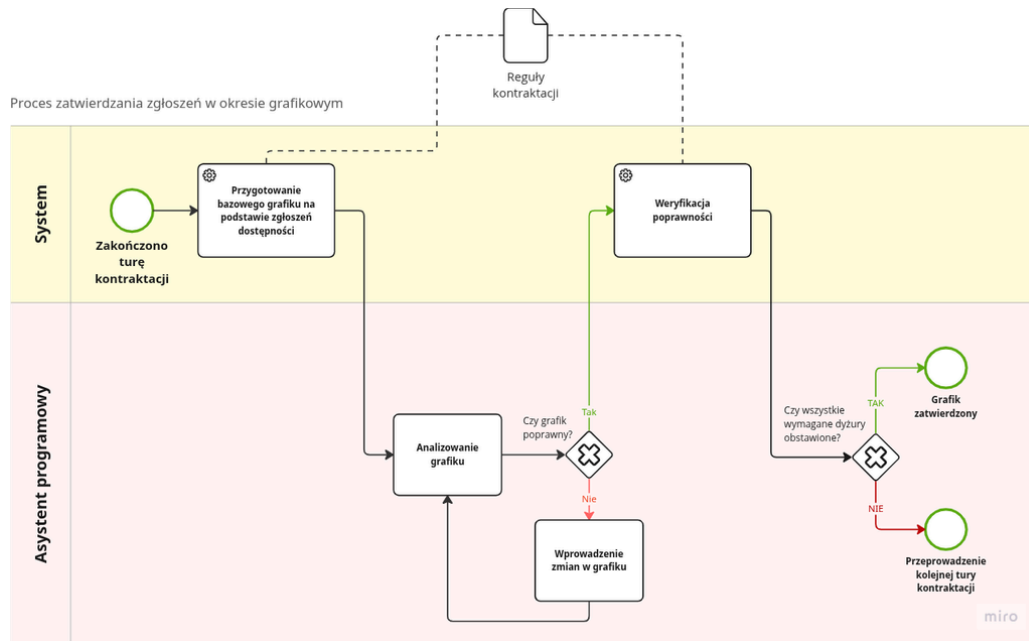 Reguły
kontraktacji
Proces zatwierdzania zgłoszeń w okresie grafikowym
System
Zakończono
turę
kontraktacji
Przygotowanie
bazowego grafiku na
podstawie zgłoszeń
dostępności
Weryfikacja
poprawności
Asystent programowy
Analizowanie
grafiku
Czy grafik
poprawny?
Tak
Nie
Wprowadzenie
zmian w grafiku
Czy wszystkie
wymagane dyżury
obstawione?
TAK
Grafik
zatwierdzony
NIE
Przeprowadzenie
kolejnej tury
kontraktacji
miro